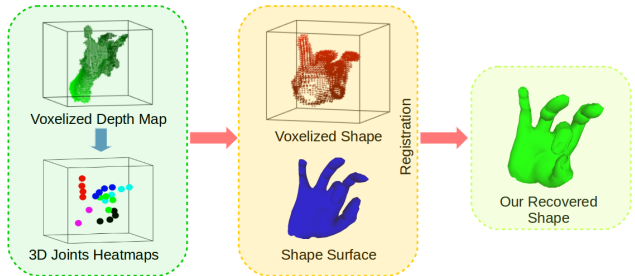 Voxelized Depth Map
3D Joints Heatmaps
Voxelized Shape
Shape Surface
Registration
Our Recovered
Shape